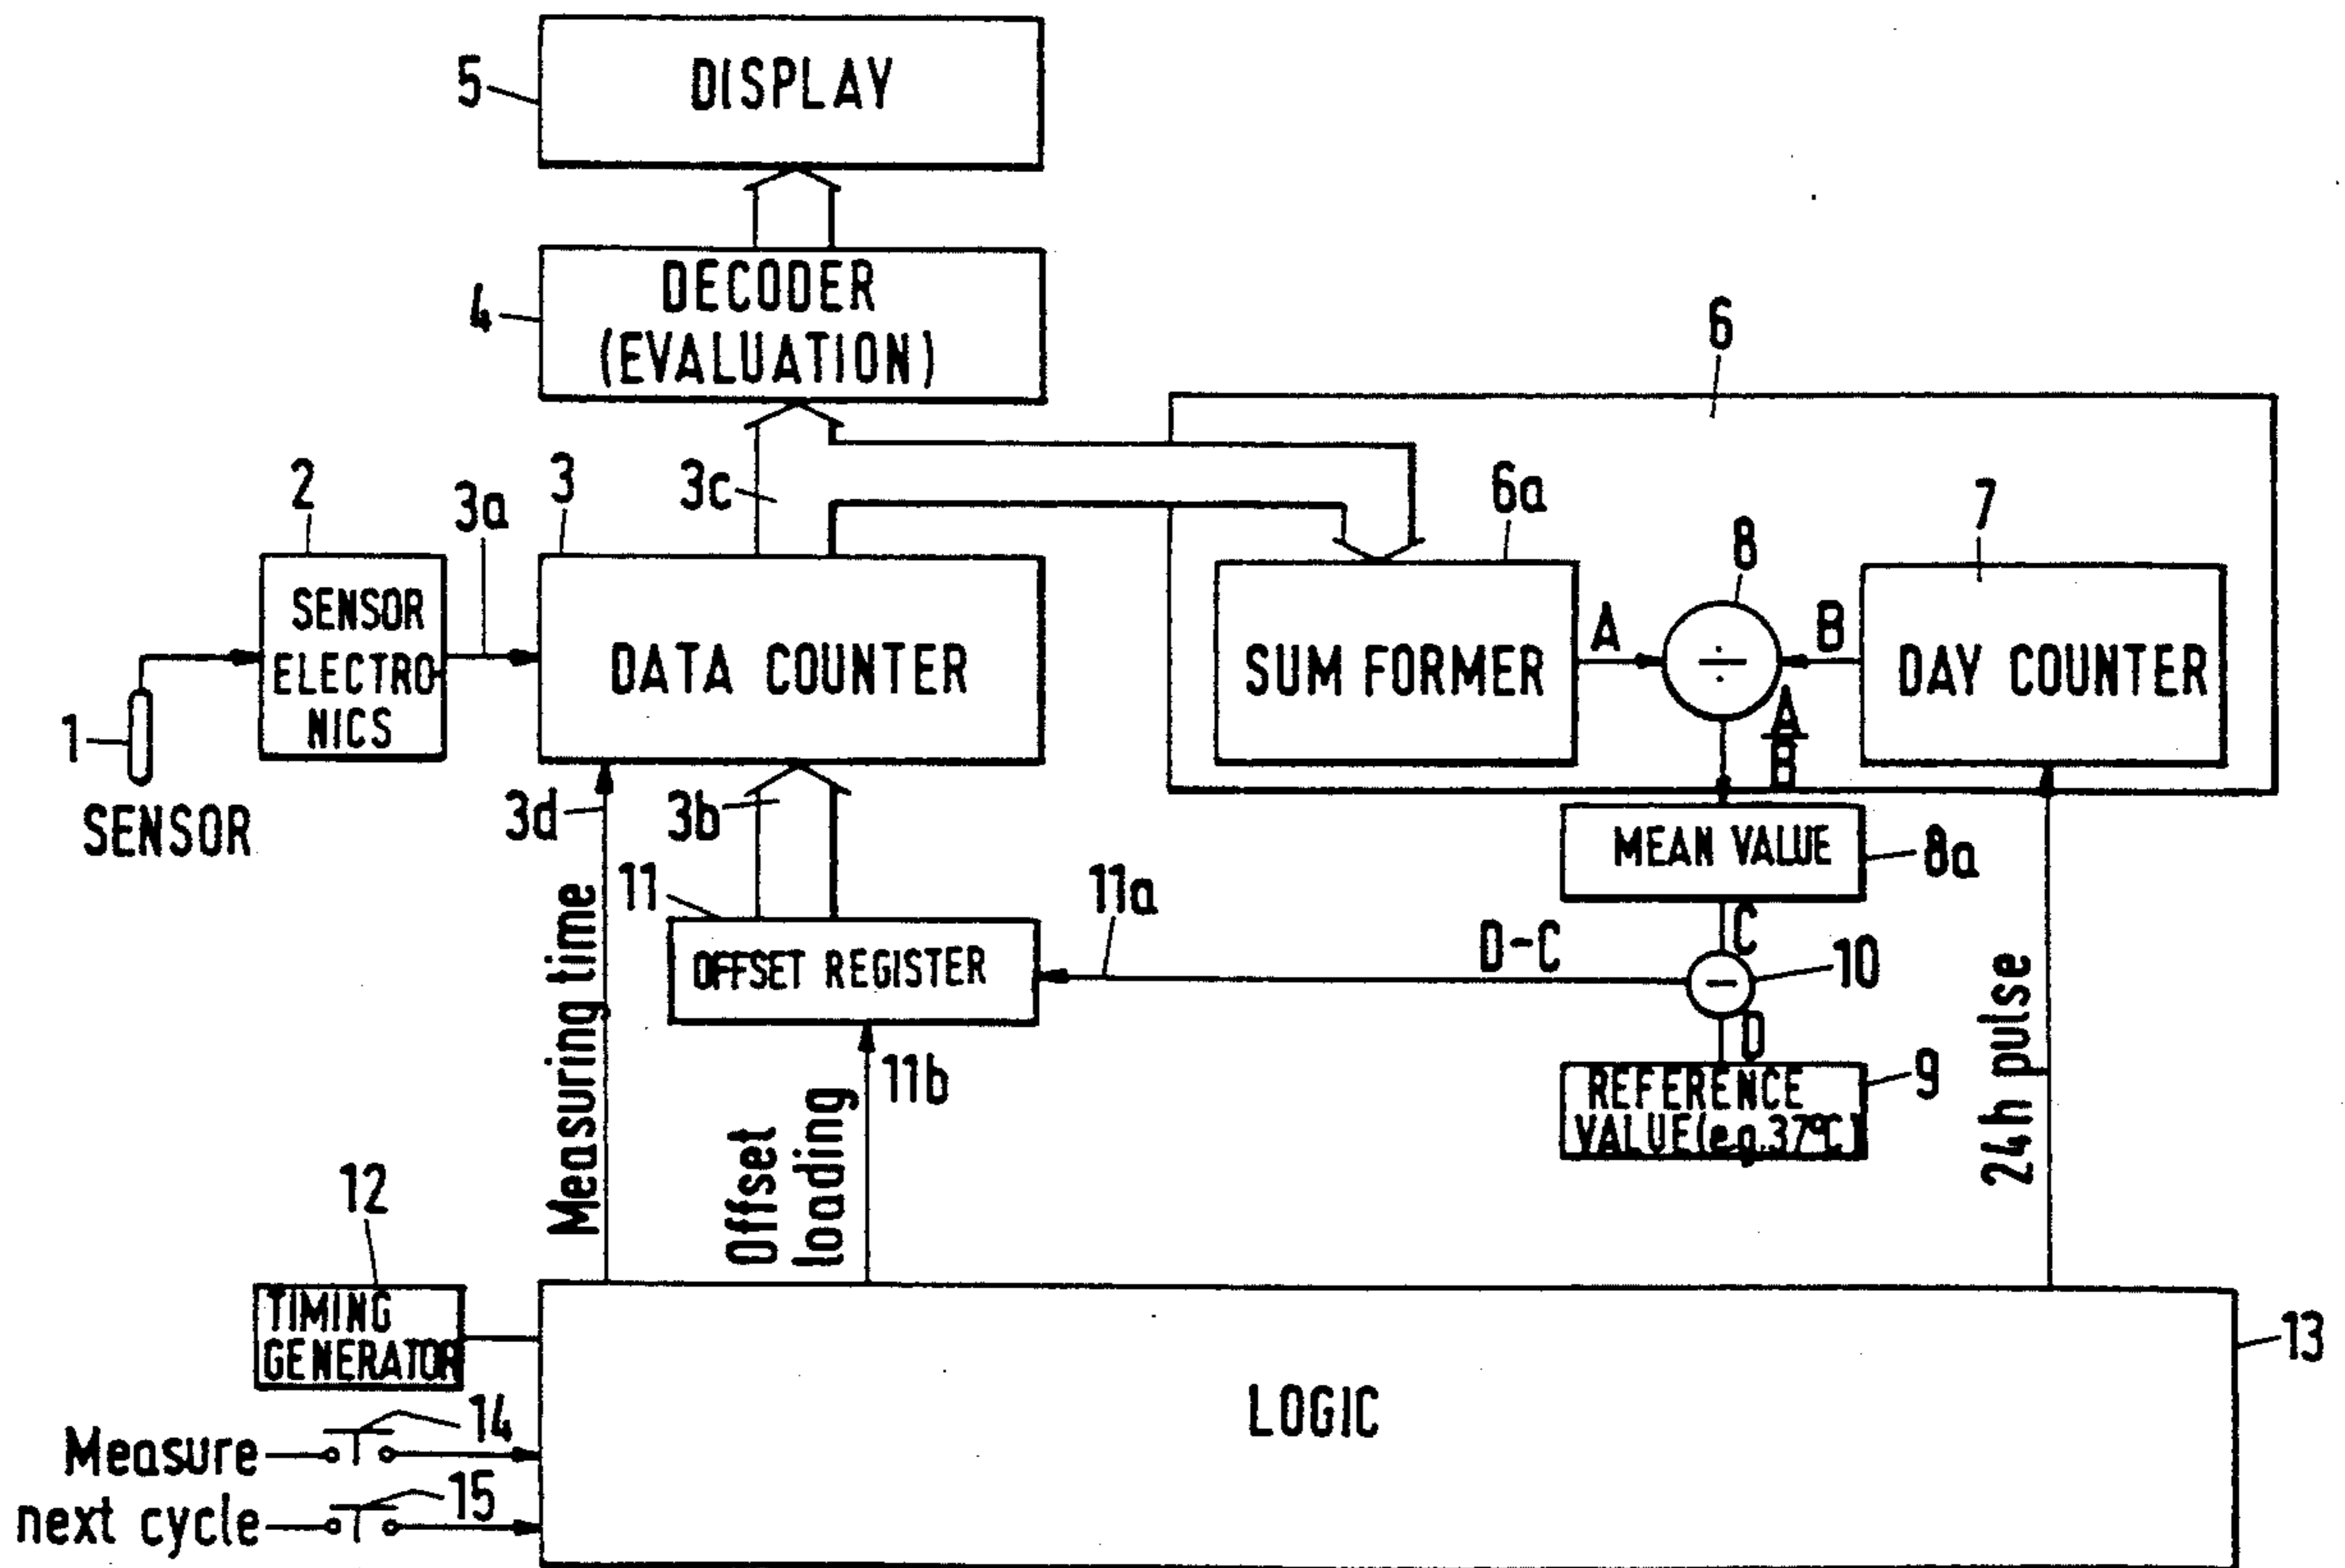 5
DISPLAY
4
DECODER
(EVALUATION)
6
2
3a
3
3c
6a
8
7
SENSOR
ELECTRO-
NICS
DATA COUNTER
SUM FORMER
A
B
DAY COUNTER
A
B
1
SENSOR
3d
3b
MEAN VALUE
8a
Measuring time
11
11a
C
OFFSET REGISTER
D-C
10
D
11b
REFERENCE
VALUE (e.g. 37°C)
9
24h pulse
Offset
loading
12
TIMING
GENERATOR
13
LOGIC
Measure
14
next cycle
15